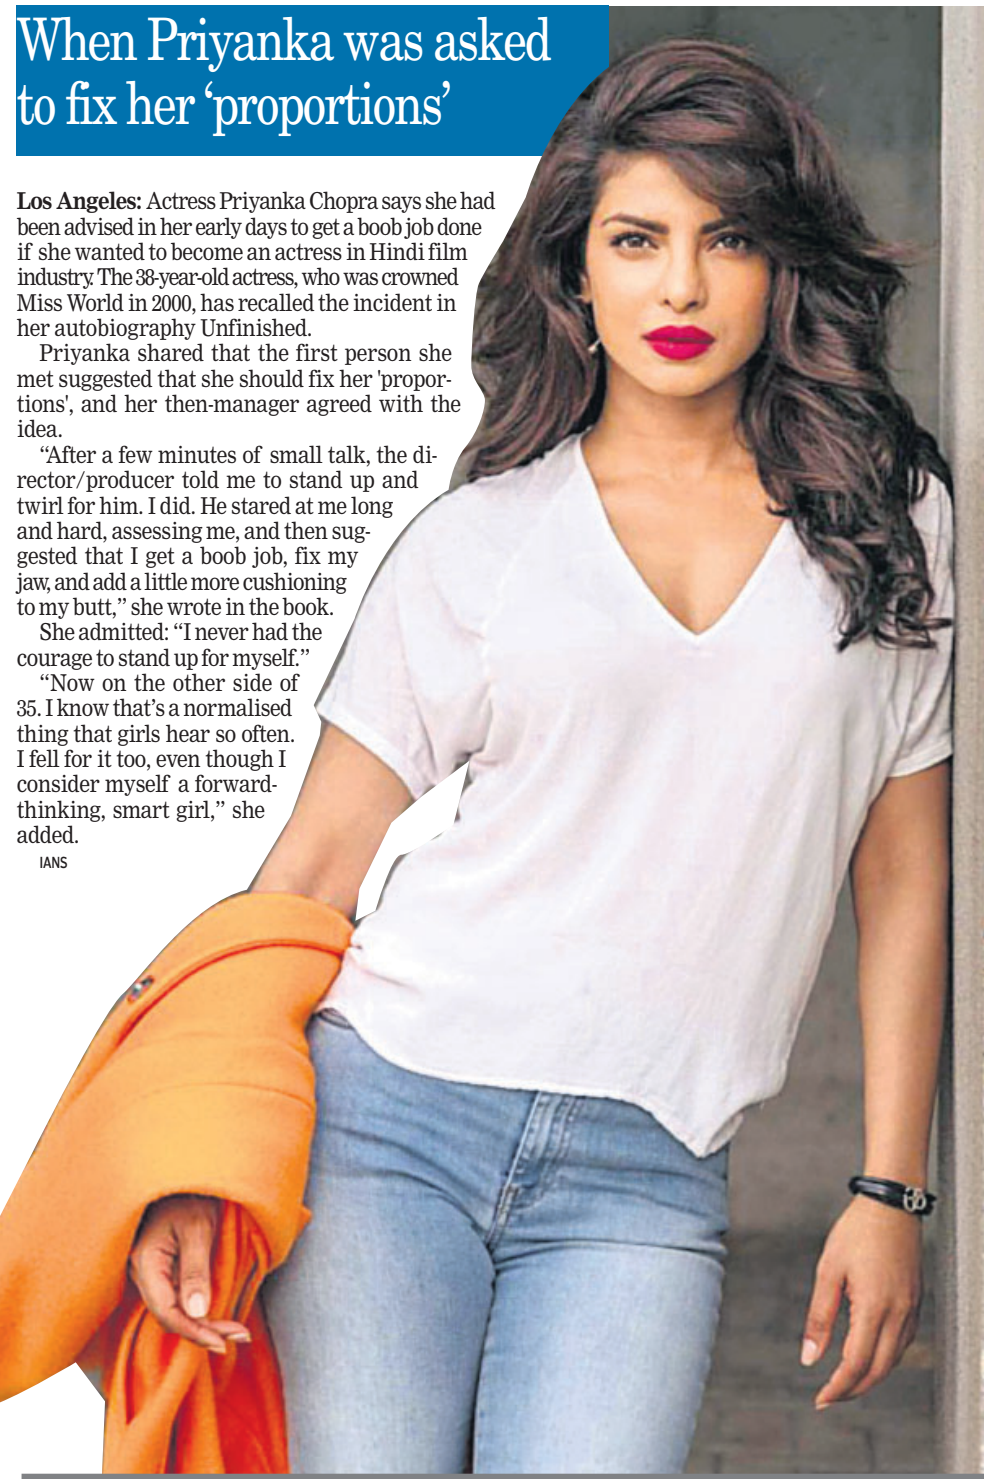 When Priyanka was asked
to fix her ‘proportions’
Los Angeles: Actress Priyanka Chopra says she had
been advised in her early days to get a boob job done
if she wanted to become an actress in Hindi film
industry. The 38-year-old actress, who was crowned
Miss World in 2000, has recalled the incident in
her autobiography Unfinished.
Priyanka shared that the first person she
met suggested that she should fix her 'propor-
tions', and her then-manager agreed with the
idea.
“After a few minutes of small talk, the di-
rector/producer told me to stand up and
twirl for him. I did. He stared at me long
and hard, assessing me, and then sug-
gested that I get a boob job, fix my
jaw, and add a little more cushioning
to my butt,” she wrote in the book.
She admitted: “I never had the
courage to stand up for myself.”
“Now on the other side of
35. I know that’s a normalised
thing that girls hear so often.
I fell for it too, even though I
consider myself a forward-
thinking, smart girl,” she
added.
IANS